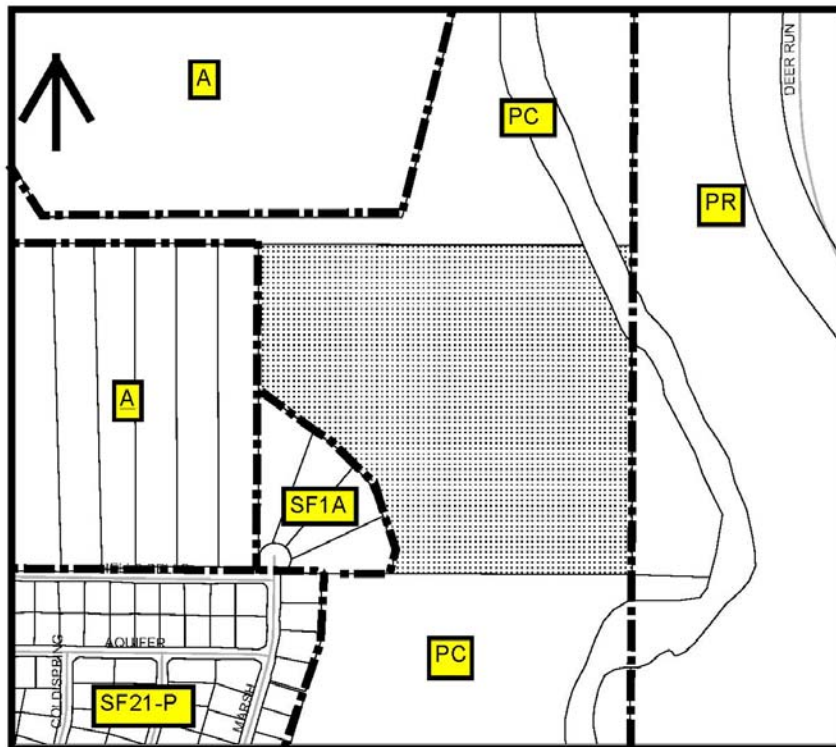 A
PC
DEER RUN
PR
A
SF1A
AQUIFER
COLDSPRING
MARSH
SF21-P
PC